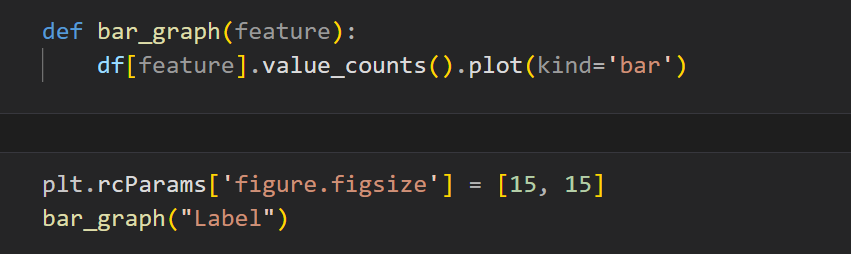 def bar_graph(feature):
    df[feature].value_counts().plot(kind='bar')
plt.rcParams['figure.figsize'] = [15, 15]
bar_graph("Label")